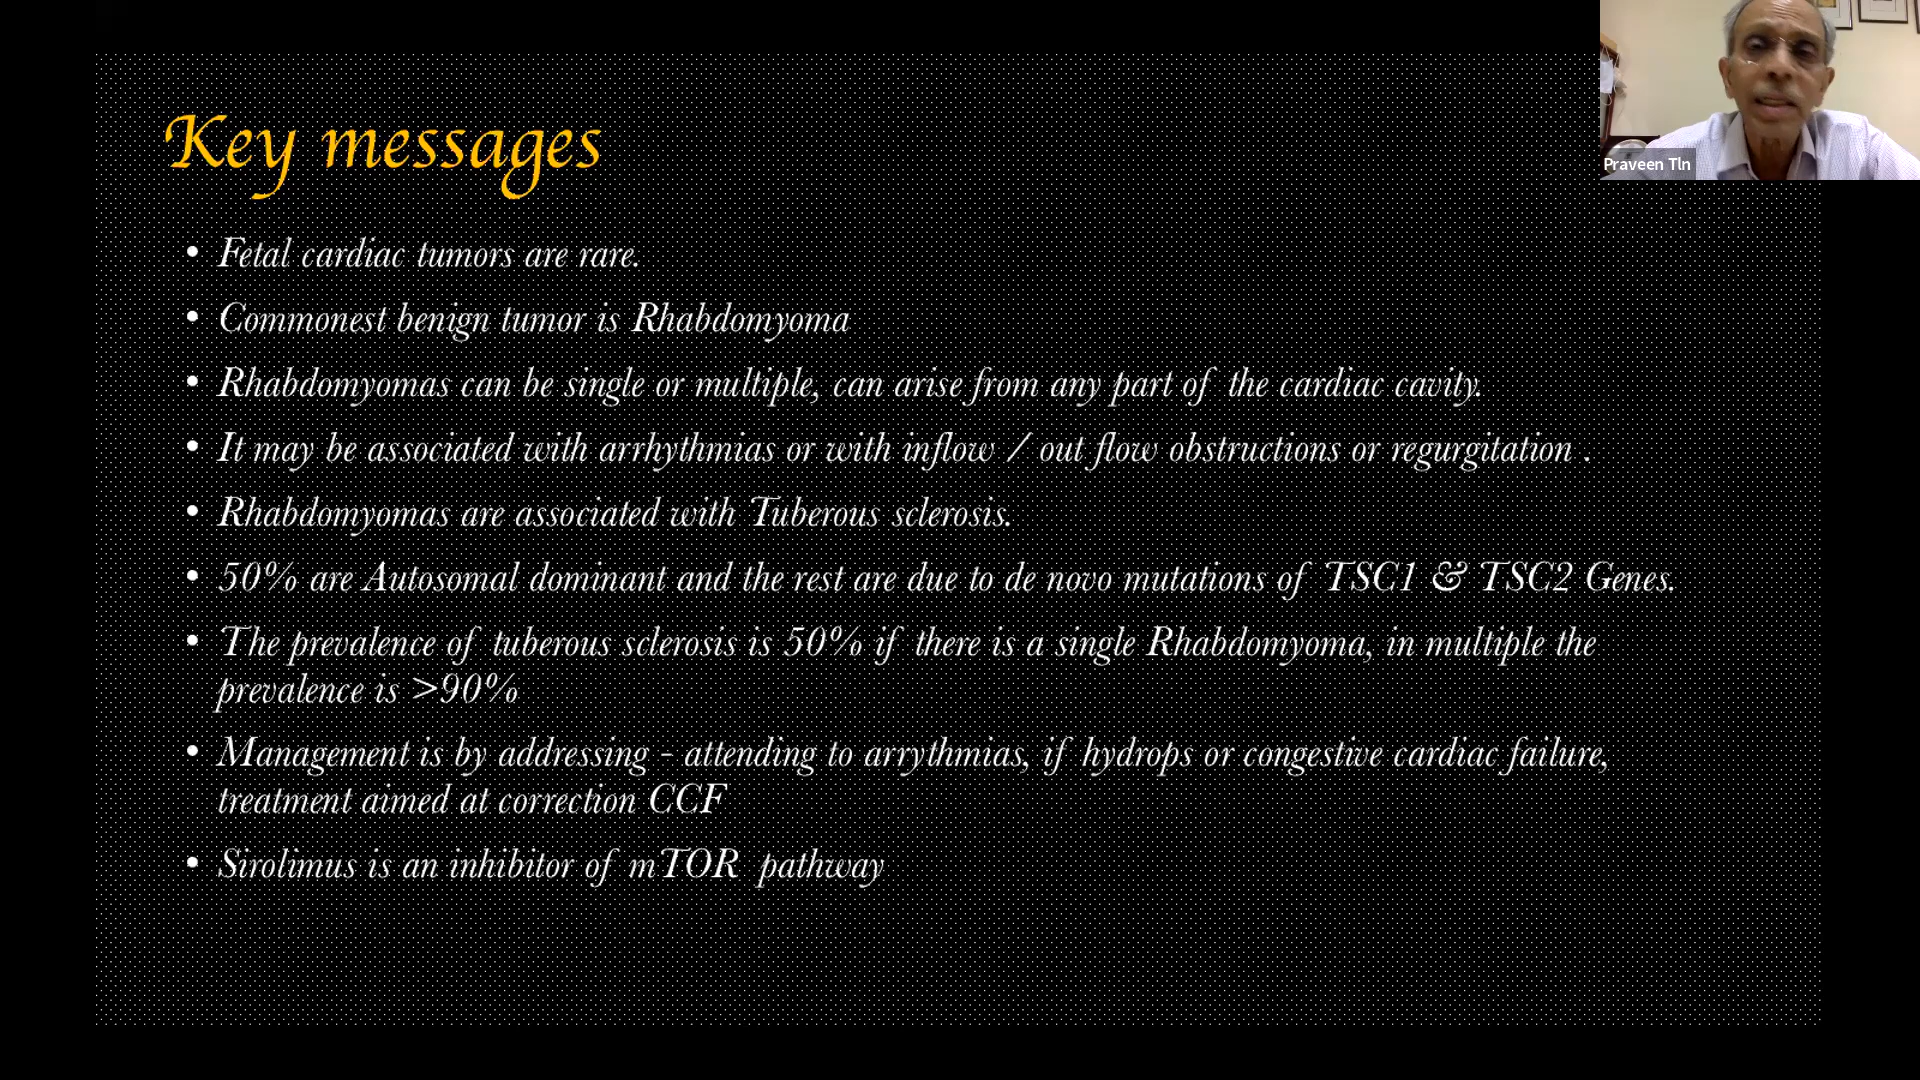 Key messages
• Fetal cardiac tumors are rare.
• Commonest benign tumor is Rhabdomyoma
• Rhabdomyomas can be single or multiple, can arise from any part of the cardiac cavity.
• It may be associated with arrhythmias or with inflow / out flow obstructions or regurgitation .
• Rhabdomyomas are associated with Tuberous sclerosis.
• 50% are Autosomal dominant and the rest are due to de novo mutations of TSC1 & TSC2 Genes.
• The prevalence of tuberous sclerosis is 50% if there is a single Rhabdomyoma, in multiple the
prevalence is >90%
• Management is by addressing - attending to arrythmias, if hydrops or congestive cardiac failure,
treatment aimed at correction CCF
• Sirolimus is an inhibitor of mTOR pathway
Praveen Tln